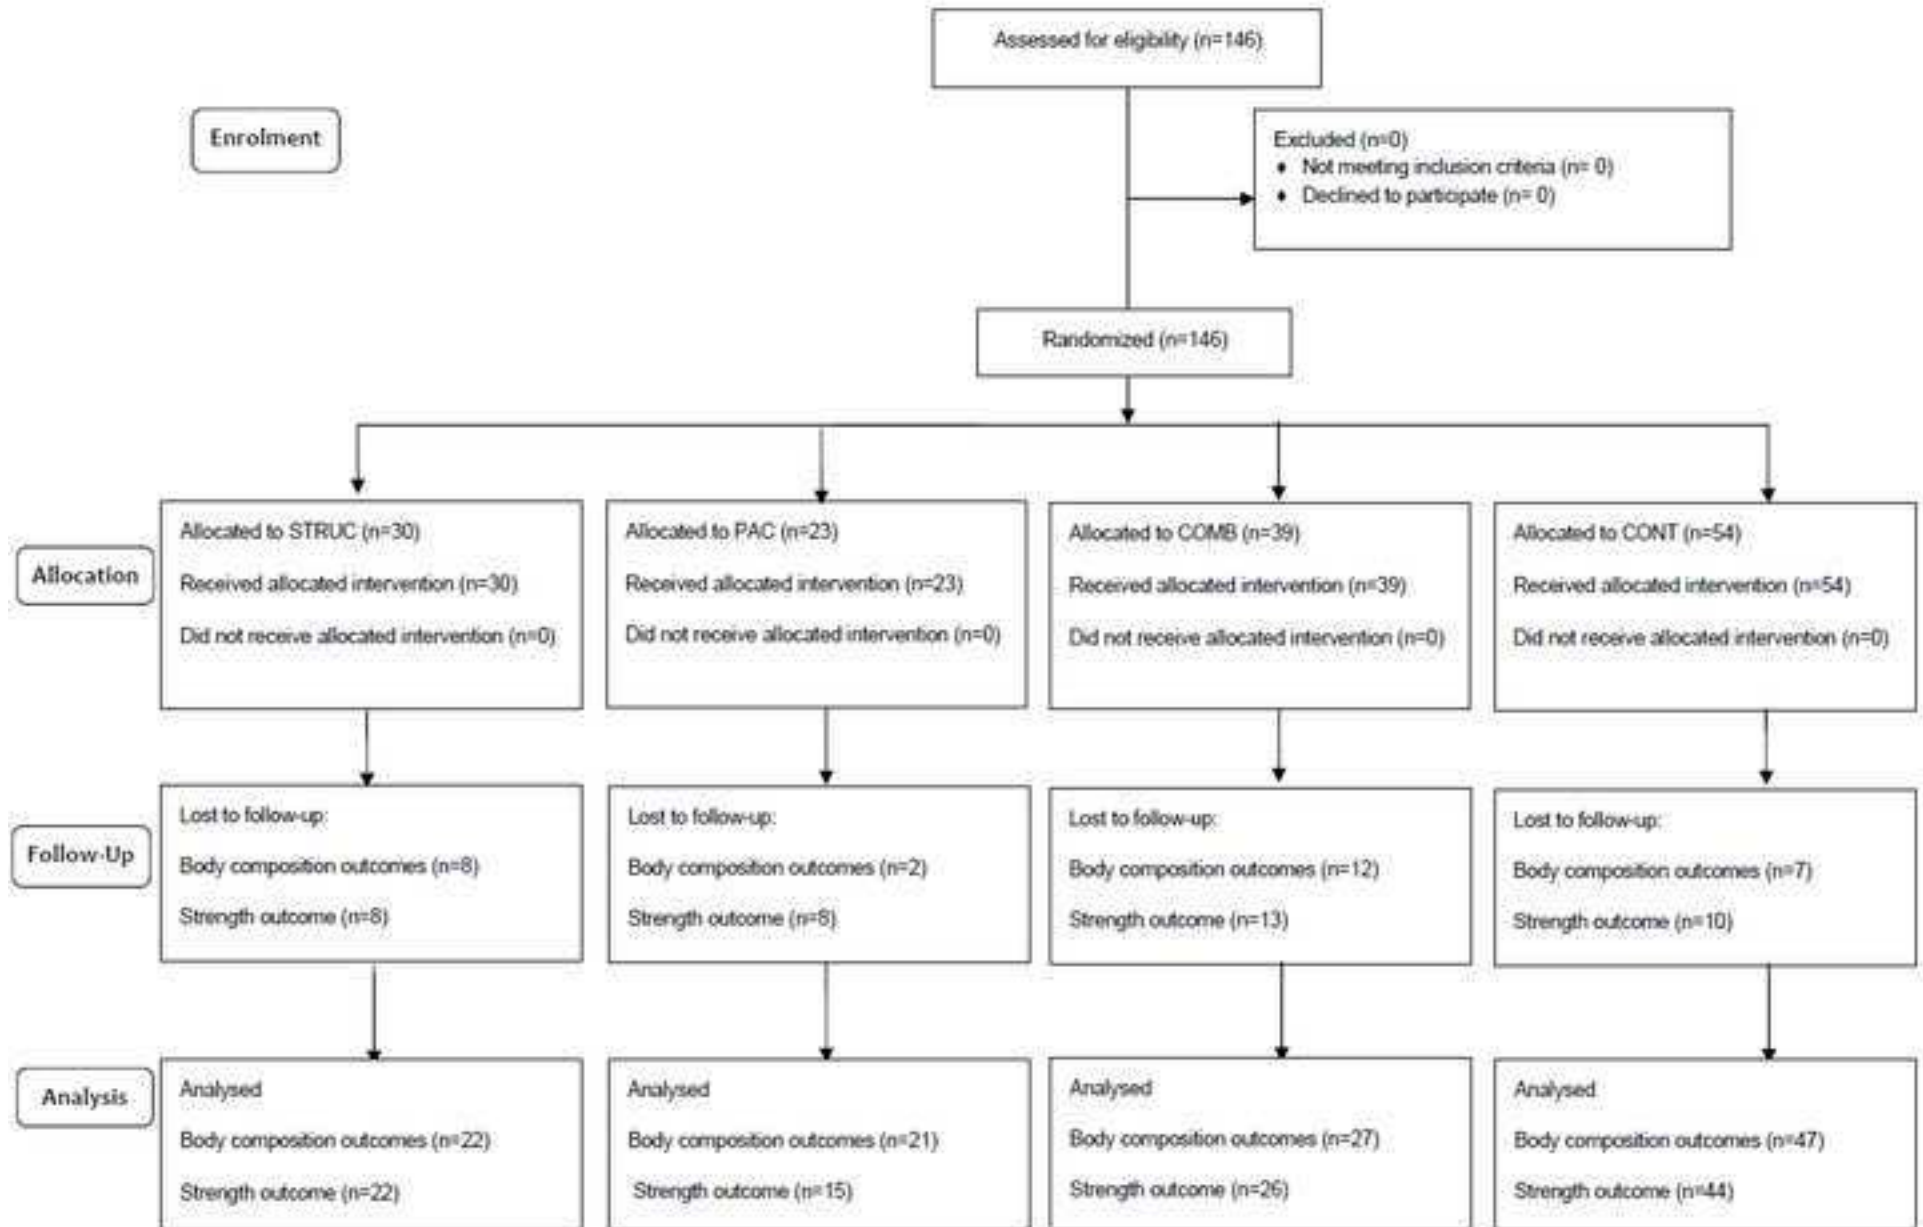 Assessed for eligibility (n=146)
Enrolment
Excluded (n=0)
♦ Not meeting inclusion criteria (n= 0)
♦ Declined to participate (n= 0)
Randomized (n=146)
Allocation
Allocated to STRUC (n=30)
Received allocated intervention (n=30)
Did not receive allocated intervention (n=0)
Allocated to PAC (n=23)
Received allocated intervention (n=23)
Did not receive allocated intervention (n=0)
Allocated to COMB (n=39)
Received allocated intervention (n=39)
Did not receive allocated intervention (n=0)
Allocated to CONT (n=54)
Received allocated intervention (n=54)
Did not receive allocated intervention (n=0)
Follow-Up
Lost to follow-up:
Body composition outcomes (n=8)
Strength outcome (n=8)
Lost to follow-up:
Body composition outcomes (n=2)
Strength outcome (n=8)
Lost to follow-up:
Body composition outcomes (n=12)
Strength outcome (n=13)
Lost to follow-up:
Body composition outcomes (n=7)
Strength outcome (n=10)
Analysis
Analysed
Body composition outcomes (n=22)
Strength outcome (n=22)
Analysed
Body composition outcomes (n=21)
Strength outcome (n=15)
Analysed
Body composition outcomes (n=27)
Strength outcome (n=26)
Analysed
Body composition outcomes (n=47)
Strength outcome (n=44)